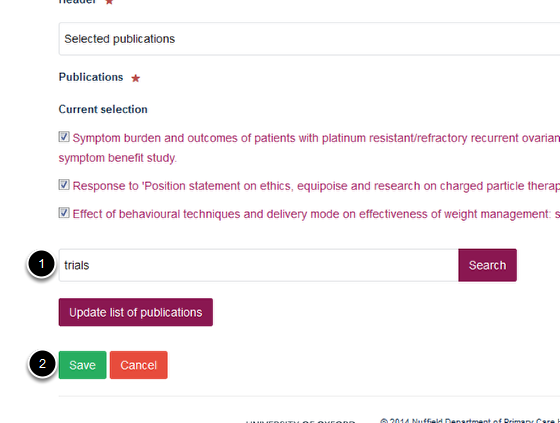 Header
Selected publications
Publications
Current selection
Symptom burden and outcomes of patients with platinum resistant/refractory recurrent ovarian
symptom benefit study.
Response to 'Position statement on ethics, equipoise and research on charged particle therap
Effect of behavioural techniques and delivery mode on effectiveness of weight management: s
1
trials
Search
Update list of publications
2
Save
Cancel
UNIVERSITY OF OXFORD © 2014 Nuffield Department of Primary Care